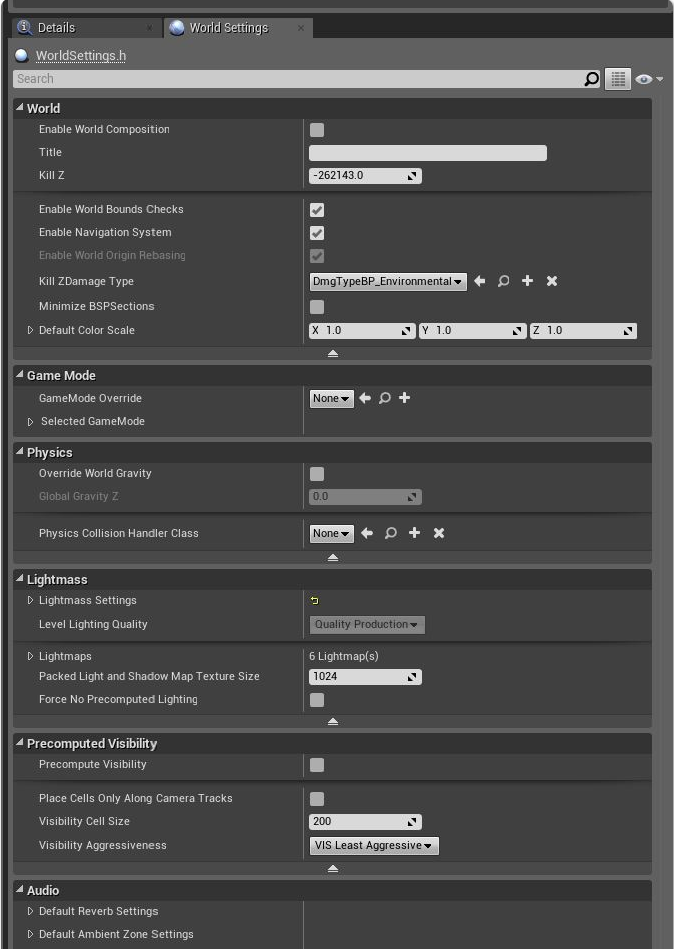 Details World Settings
WorldSettings.h
Search
World
Enable World Composition
Title
Kill Z -262143.0
Enable World Bounds Checks
Enable Navigation System
Enable World Origin Rebasing
Kill ZDamage Type DmgTypeBP_Environmental
Minimize BSPSections
Default Color Scale X 1.0 Y 1.0 Z 1.0
Game Mode
GameMode Override None
Selected GameMode
Physics
Override World Gravity
Global Gravity Z 0.0
Physics Collision Handler Class None
Lightmass
Lightmass Settings
Level Lighting Quality Quality Production
Lightmaps 6 Lightmap(s)
Packed Light and Shadow Map Texture Size 1024
Force No Precomputed Lighting
Precomputed Visibility
Precompute Visibility
Place Cells Only Along Camera Tracks
Visibility Cell Size 200
Visibility Aggressiveness VIS Least Aggressive
Audio
Default Reverb Settings
Default Ambient Zone Settings